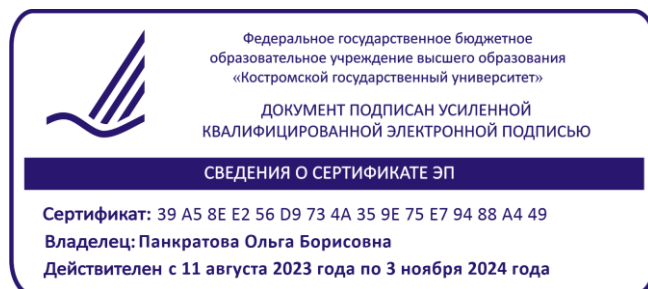 Федеральное государственное бюджетное
образовательное учреждение высшего образования
«Костромской государственный университет»
ДОКУМЕНТ ПОДПИСАН УСИЛЕННОЙ
КВАЛИФИЦИРОВАННОЙ ЭЛЕКТРОННОЙ ПОДПИСЬЮ
СВЕДЕНИЯ О СЕРТИФИКАТЕ ЭП
Сертификат: 39 A5 8E E2 56 D9 73 4A 35 9E 75 E7 94 88 A4 49
Владелец: Панкратова Ольга Борисовна
Действителен с 11 августа 2023 года по 3 ноября 2024 года